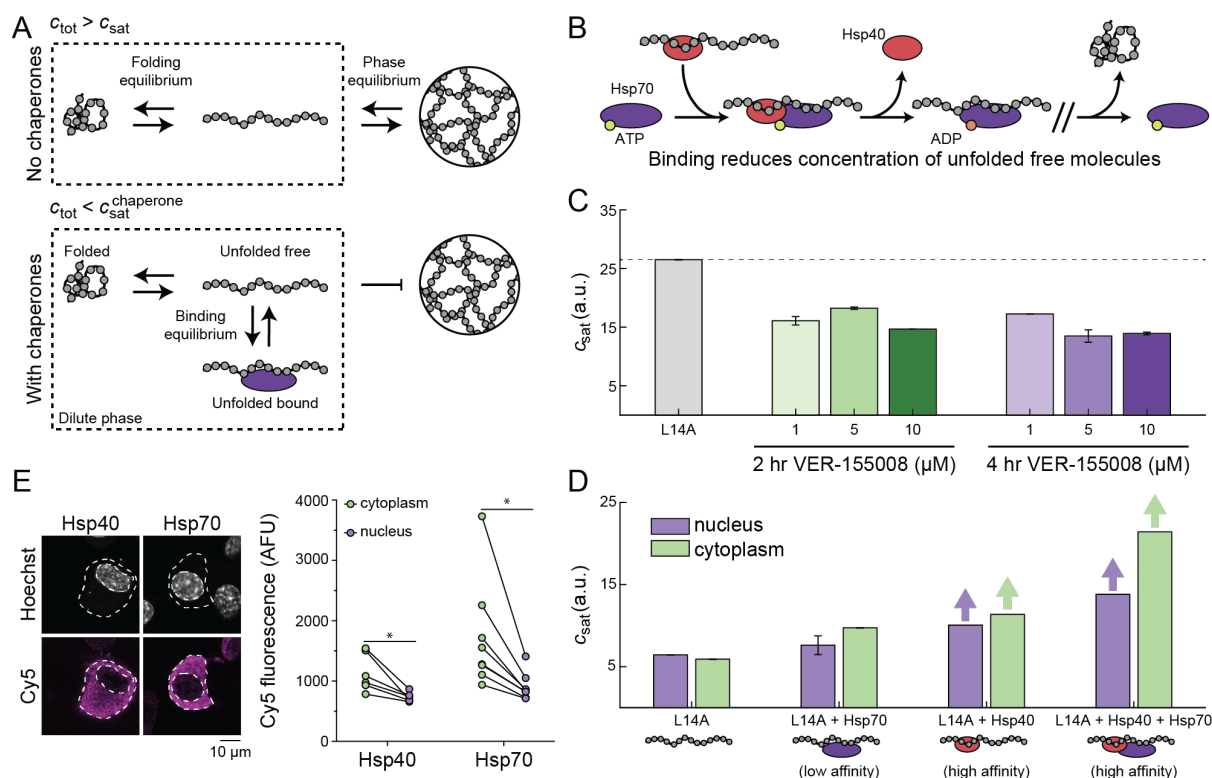 A
c_tot > c_sat
No chaperones
Folding
equilibrium
Phase
equilibrium
c_tot < c_sat^chaperone
With chaperones
Folded
Unfolded free
Binding
equilibrium
Unfolded bound
Dilute phase
B
Hsp40
Hsp70
ATP
ADP
Binding reduces concentration of unfolded free molecules
C
c_sat (a.u.)
35
25
15
5
L14A
1 5 10 1 5 10
2 hr VER-155008 (µM) 4 hr VER-155008 (µM)
E
Hsp40 Hsp70
Hoechst
Cy5
10 µm
Cy5 fluorescence (AFU)
4000
3000
2000
1000
0
cytoplasm
nucleus
*
*
Hsp40 Hsp70
D
c_sat (a.u.)
25
15
5
nucleus
cytoplasm
L14A L14A + Hsp70 L14A + Hsp40 L14A + Hsp40 + Hsp70
(low affinity) (high affinity) (high affinity)